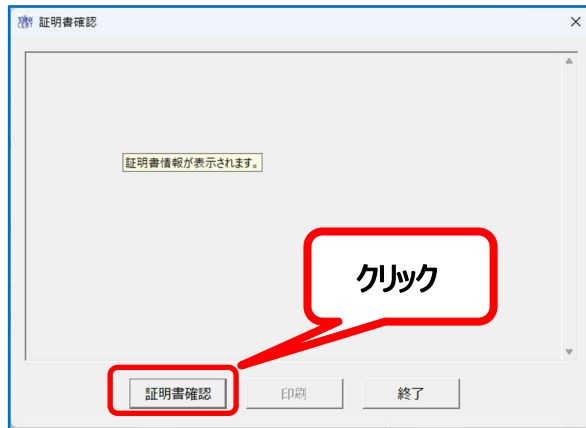 証明書確認
証明書情報が表示されます。
クリック
証明書確認
印刷
終了